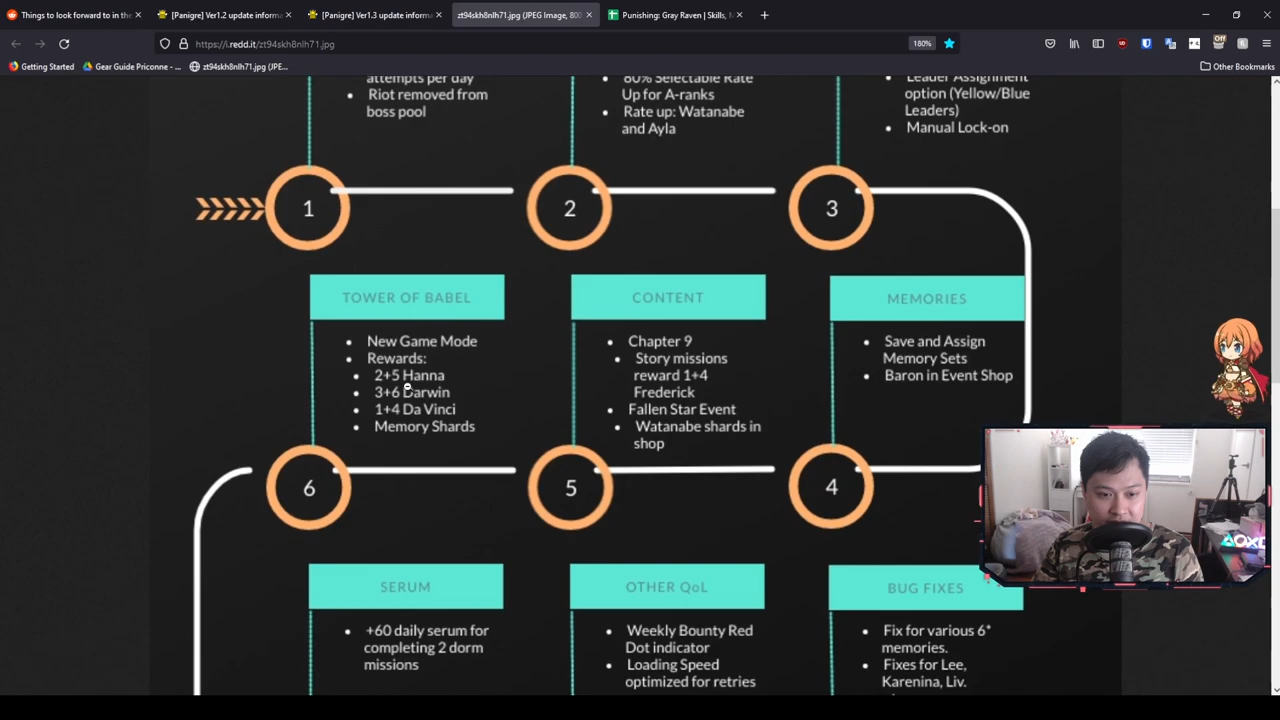 Things to look forward to in the
[Panigre] Ver1.2 update informa
[Panigre] Ver1.3 update informa
zt94skh8nlh71.jpg (JPEG Image, 800
Punishing: Gray Raven | Skills, M
https://i.redd.it/zt94skh8nlh71.jpg
180%
Off
Getting Started
Gear Guide Priconne - ...
zt94skh8nlh71.jpg (JPE...
Other Bookmarks
attempts per day
• Riot removed from
boss pool
• 80% Selectable Rate
Up for A-ranks
• Rate up: Watanabe
and Ayla
• Leader Assignment
option (Yellow/Blue
Leaders)
• Manual Lock-on
1
2
3
TOWER OF BABEL
• New Game Mode
• Rewards:
• 2+5 Hanna
• 3+6 Darwin
• 1+4 Da Vinci
• Memory Shards
CONTENT
• Chapter 9
• Story missions
reward 1+4
Frederick
• Fallen Star Event
• Watanabe shards in
shop
MEMORIES
• Save and Assign
Memory Sets
• Baron in Event Shop
6
5
4
SERUM
• +60 daily serum for
completing 2 dorm
missions
OTHER QoL
• Weekly Bounty Red
Dot indicator
• Loading Speed
optimized for retries
BUG FIXES
• Fix for various 6*
memories.
• Fixes for Lee,
Karenina, Liv.